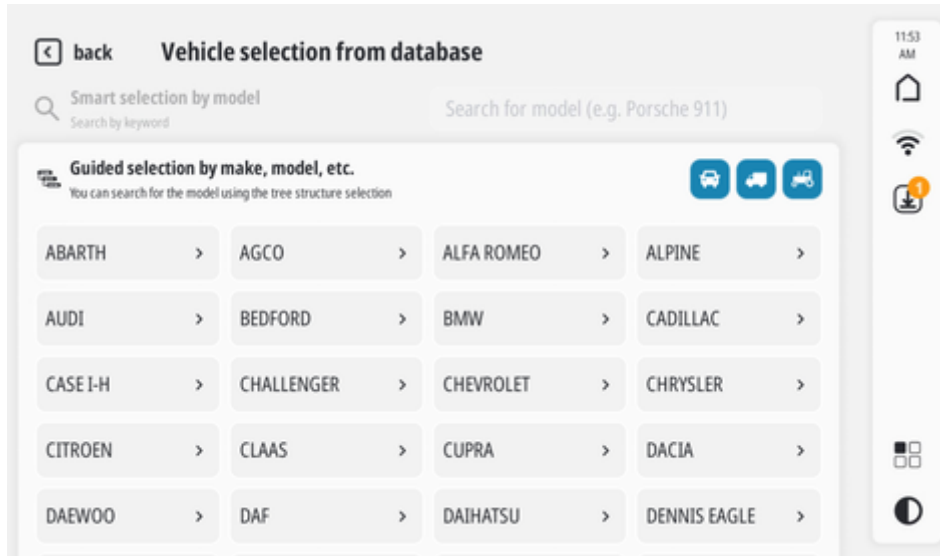 back
Vehicle selection from database
Smart selection by model
Search by keyword
Search for model (e.g. Porsche 911)
Guided selection by make, model, etc.
You can search for the model using the tree structure selection
ABARTH
AGCO
ALFA ROMEO
ALPINE
AUDI
BEDFORD
BMW
CADILLAC
CASE I-H
CHALLENGER
CHEVROLET
CHRYSLER
CITROEN
CLAAS
CUPRA
DACIA
DAEWOO
DAF
DAIHATSU
DENNIS EAGLE
11:53
AM
1